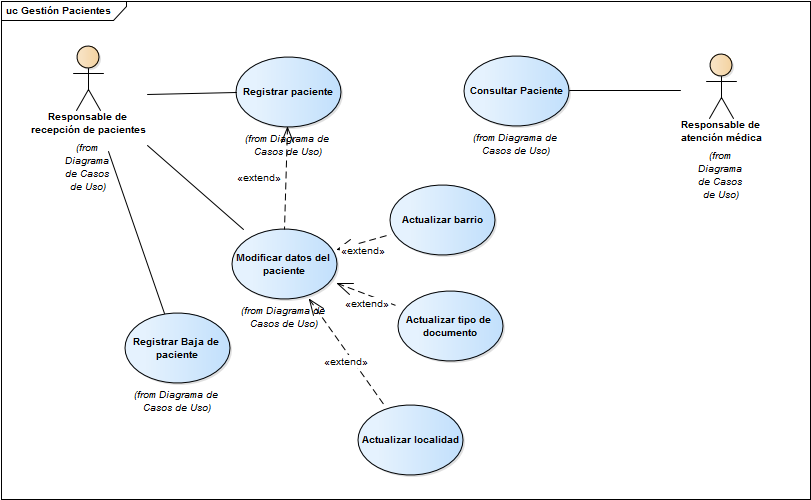 uc Gestión Pacientes
Responsable de
recepción de pacientes
(from
Diagrama
de Casos
de Uso)
Registrar paciente
(from Diagrama de
Casos de Uso)
Consultar Paciente
(from Diagrama de
Casos de Uso)
Responsable de
atención médica
(from
Diagrama
de Casos
de Uso)
«extend»
Actualizar barrio
«extend»
Modificar datos del
paciente
(from Diagrama de
Casos de Uso)
«extend»
Actualizar tipo de
documento
Registrar Baja de
paciente
(from Diagrama de
Casos de Uso)
«extend»
Actualizar localidad